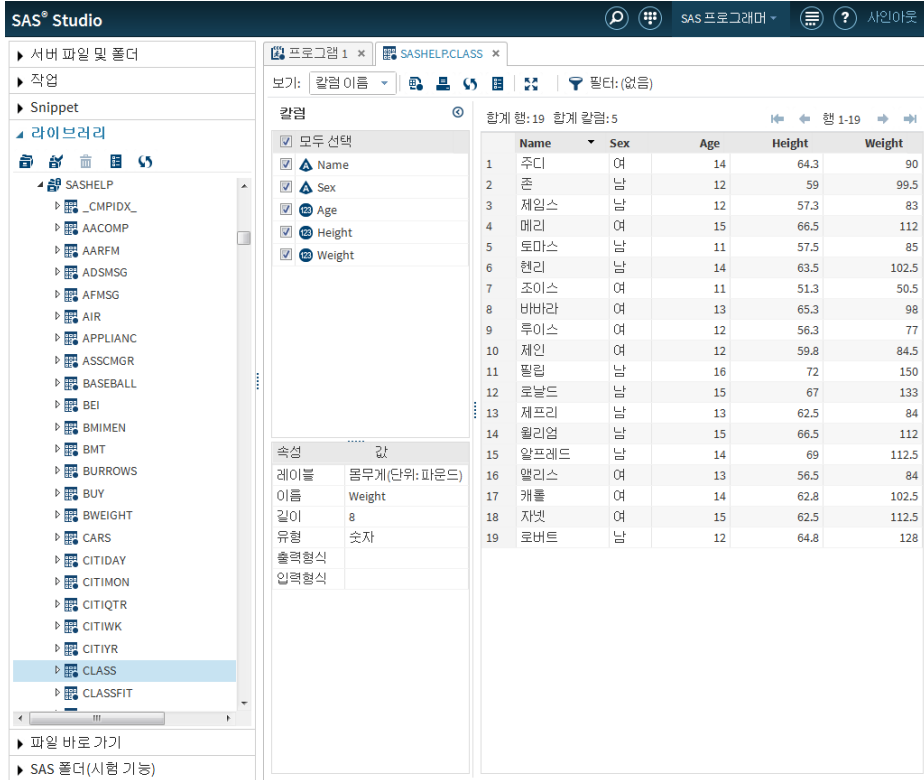 SAS® Studio
SAS 프로그래머
사인아웃
서버 파일 및 폴더
작업
Snippet
라이브러리
SASHELP
_CMPIDX_
AACOMP
AARFM
ADSMSG
AFMSG
AIR
APPLIANC
ASSCMGR
BASEBALL
BEI
BMIMEN
BMT
BURROWS
BUY
BWEIGHT
CARS
CITIDAY
CITIMON
CITIQTR
CITIWK
CITIYR
CLASS
CLASSFIT
파일 바로 가기
SAS 폴더(시험 기능)
프로그램 1 ×
SASHELP.CLASS ×
보기: 칼럼 이름 필터: (없음)
칼럼
모두 선택
Name
Sex
123 Age
123 Height
123 Weight
속성 값
레이블 몸무게(단위: 파운드)
이름 Weight
길이 8
유형 숫자
출력형식
입력형식
합계 행: 19 합계 칼럼: 5 행 1-19
Name Sex Age Height Weight
1 주디 여 14 64.3 90
2 존 남 12 59 99.5
3 제임스 남 12 57.3 83
4 메리 여 15 66.5 112
5 토마스 남 11 57.5 85
6 헨리 남 14 63.5 102.5
7 조이스 여 11 51.3 50.5
8 바바라 여 13 65.3 98
9 루이스 여 12 56.3 77
10 제인 여 12 59.8 84.5
11 필립 남 16 72 150
12 로날드 남 15 67 133
13 제프리 남 13 62.5 84
14 윌리엄 남 15 66.5 112
15 알프레드 남 14 69 112.5
16 앨리스 여 13 56.5 84
17 캐롤 여 14 62.8 102.5
18 자넷 여 15 62.5 112.5
19 로버트 남 12 64.8 128